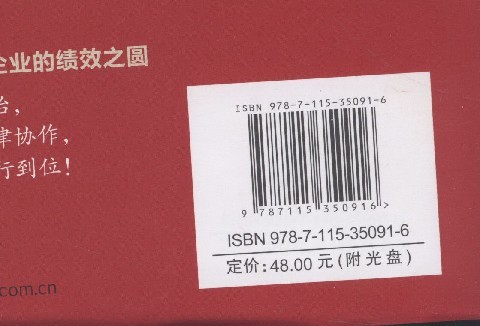 企业的绩效之圆
台，
律协作，
行到位！
ISBN 978-7-115-35091-6
9 787115 350916 >
ISBN 978-7-115-35091-6
定价:48.00 元(附光盘)
.com.cn